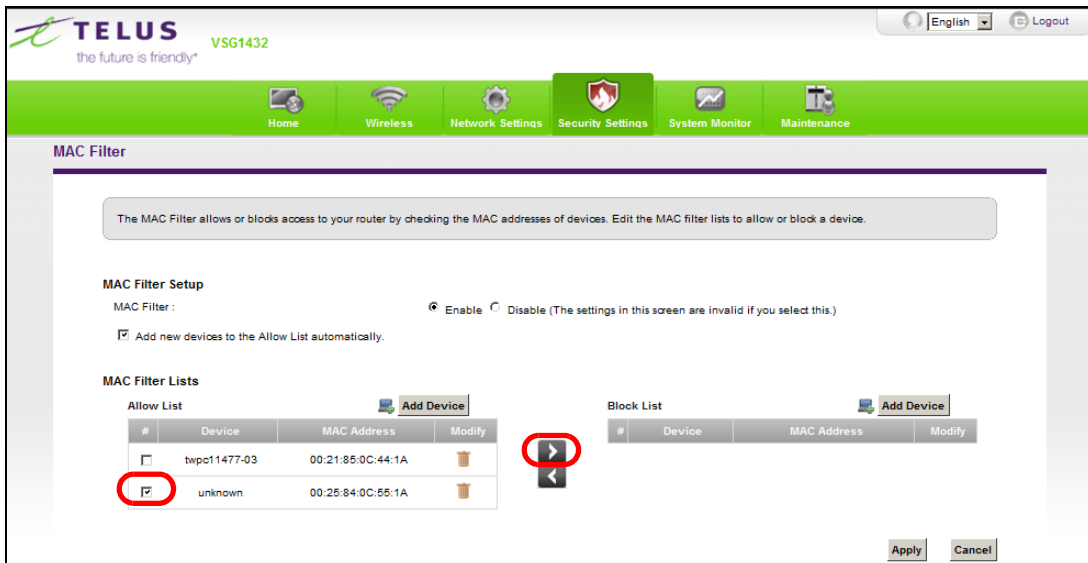 English
Logout
TELUS
the future is friendly®
VSG1432
Home
Wireless
Network Settings
Security Settings
System Monitor
Maintenance
MAC Filter
The MAC Filter allows or blocks access to your router by checking the MAC addresses of devices. Edit the MAC filter lists to allow or block a device.
MAC Filter Setup
MAC Filter :
Enable
Disable (The settings in this screen are invalid if you select this.)
Add new devices to the Allow List automatically.
MAC Filter Lists
Allow List
Add Device
# Device MAC Address Modify
twpc11477-03 00:21:85:0C:44:1A
unknown 00:25:84:0C:55:1A
>
<
Block List
Add Device
# Device MAC Address Modify
Apply
Cancel